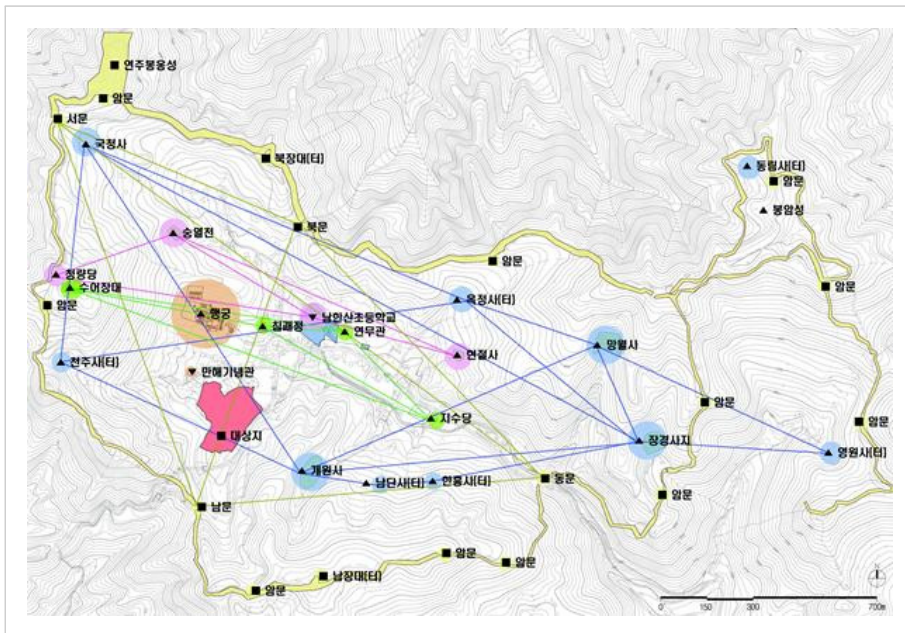 연주봉옹성
암문
서문
국청사
북장대(터)
동림사(터)
암문
봉암성
북문
숭열전
암문
청량당
수어장대
암문
암문
행궁
옥정사(터)
남한산초등학교
침괘정
연무관
망월사
현절사
천주사(터)
만해기념관
암문
지수당
암문
대상지
장경사지
영원사(터)
개원사
남단사(터)
한흥사(터)
동문
암문
남문
암문
암문
남장대(터)
암문
0 150 300 700m